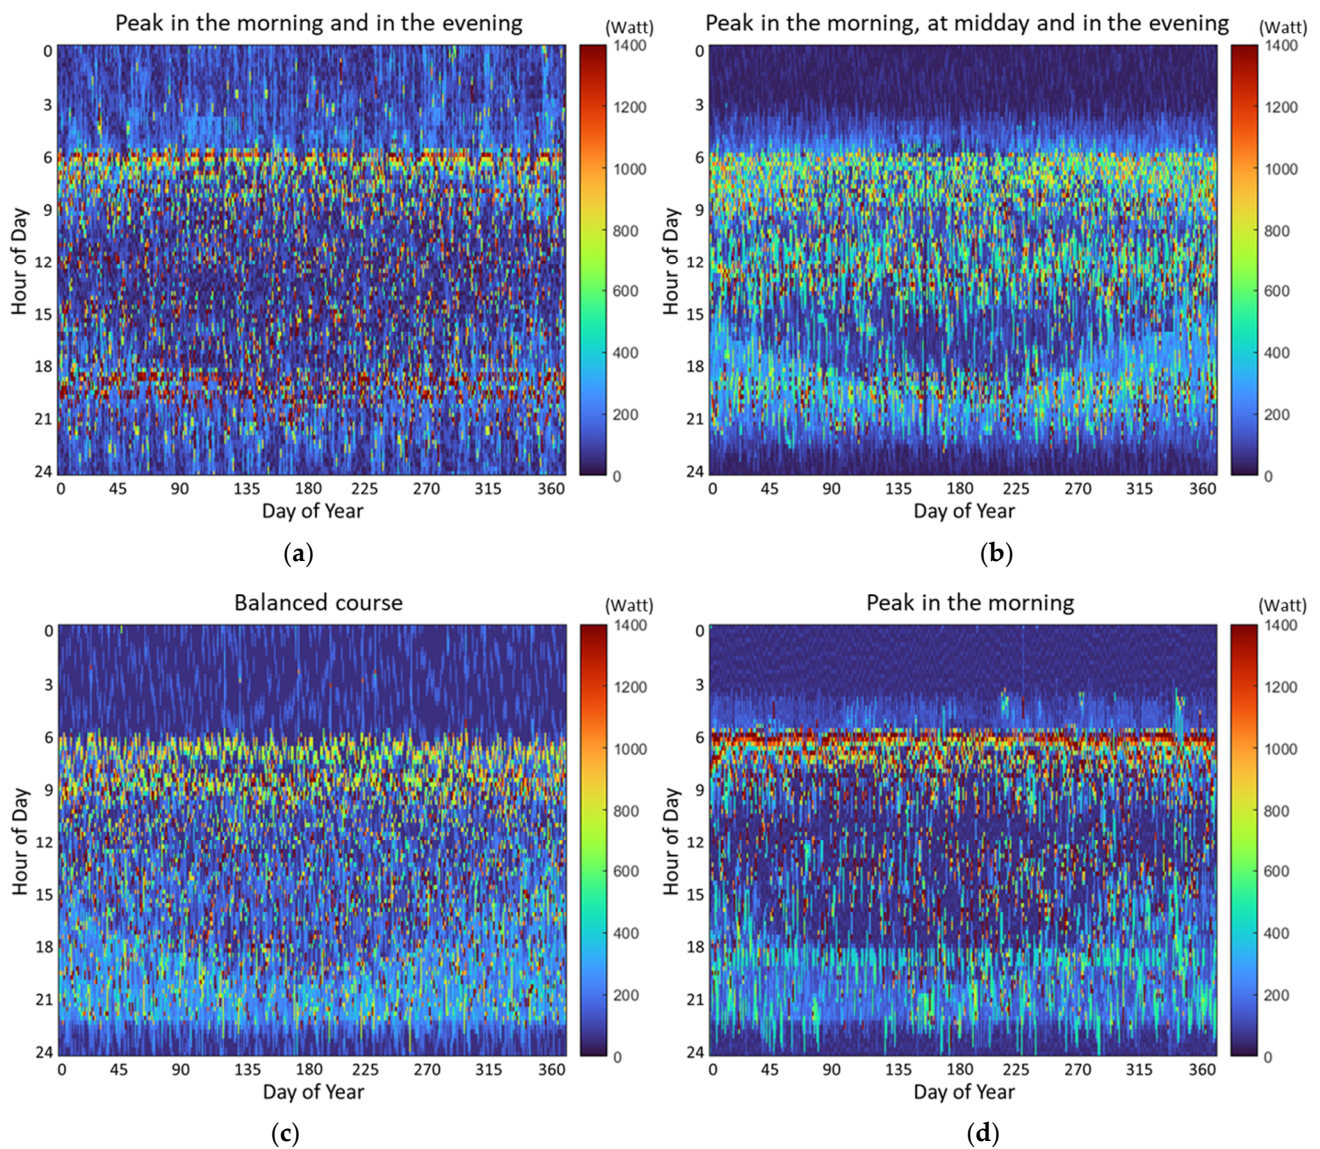 Peak in the morning and in the evening
(Watt)
0
3
6
9
12
15
18
21
24
Hour of Day
0 45 90 135 180 225 270 315 360
Day of Year
1400
1200
1000
800
600
400
200
0
(a)
Peak in the morning, at midday and in the evening
(Watt)
0
3
6
9
12
15
18
21
24
Hour of Day
0 45 90 135 180 225 270 315 360
Day of Year
1400
1200
1000
800
600
400
200
0
(b)
Balanced course
(Watt)
0
3
6
9
12
15
18
21
24
Hour of Day
0 45 90 135 180 225 270 315 360
Day of Year
1400
1200
1000
800
600
400
200
0
(c)
Peak in the morning
(Watt)
0
3
6
9
12
15
18
21
24
Hour of Day
0 45 90 135 180 225 270 315 360
Day of Year
1400
1200
1000
800
600
400
200
0
(d)